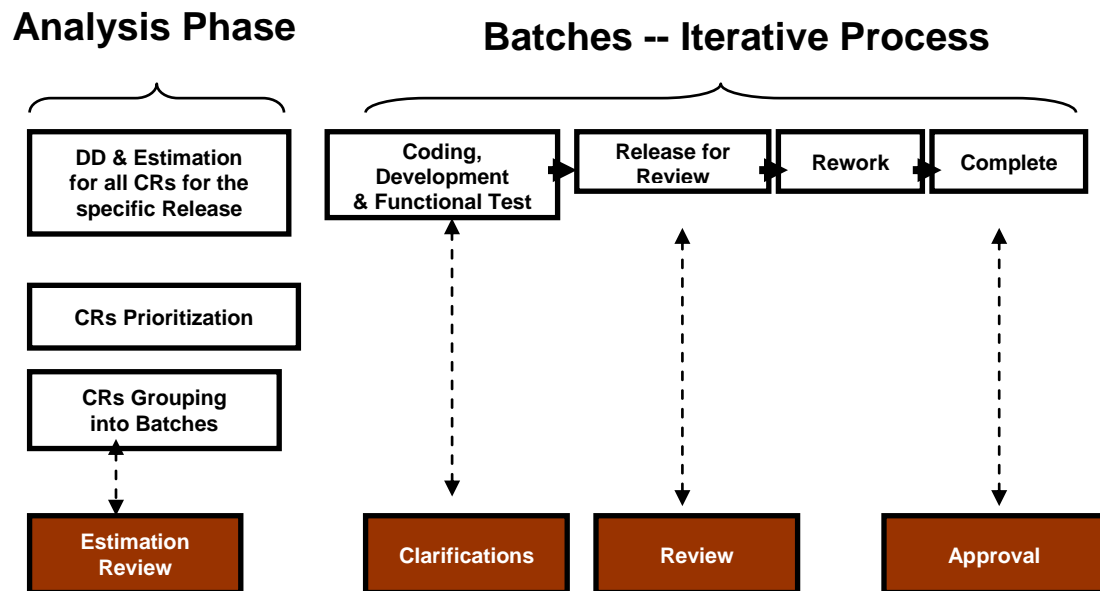 Analysis Phase
Batches -- Iterative Process
DD & Estimation
for all CRs for the
specific Release
CRs Prioritization
CRs Grouping
into Batches
Estimation
Review
Coding,
Development
& Functional Test
Release for
Review
Rework
Complete
Clarifications
Review
Approval